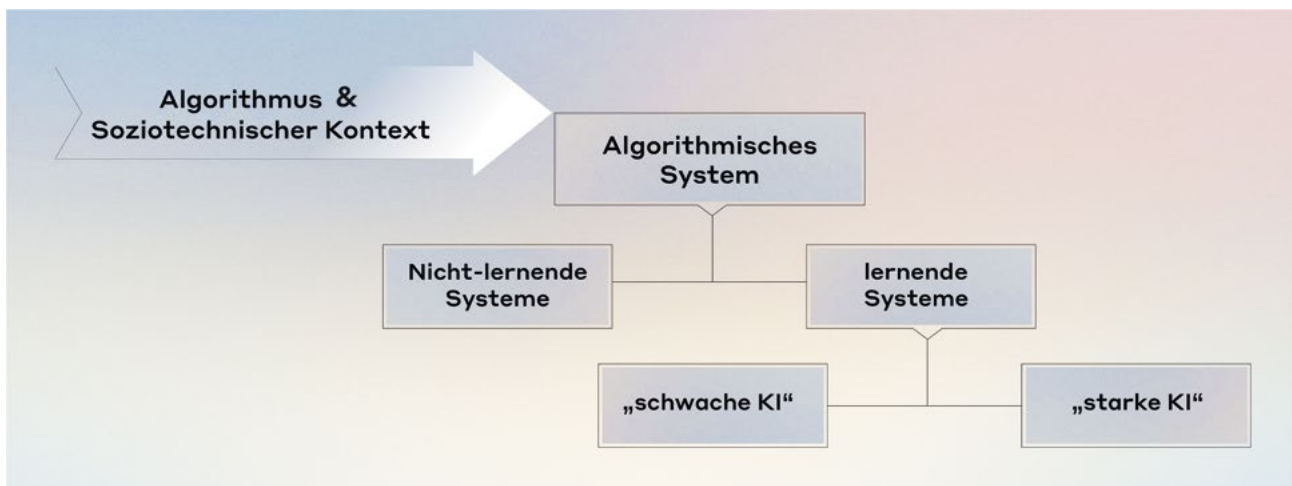 Algorithmus &
Soziotechnischer Kontext
Algorithmisches
System
Nicht-lernende
Systeme
lernende
Systeme
„schwache KI“
„starke KI“